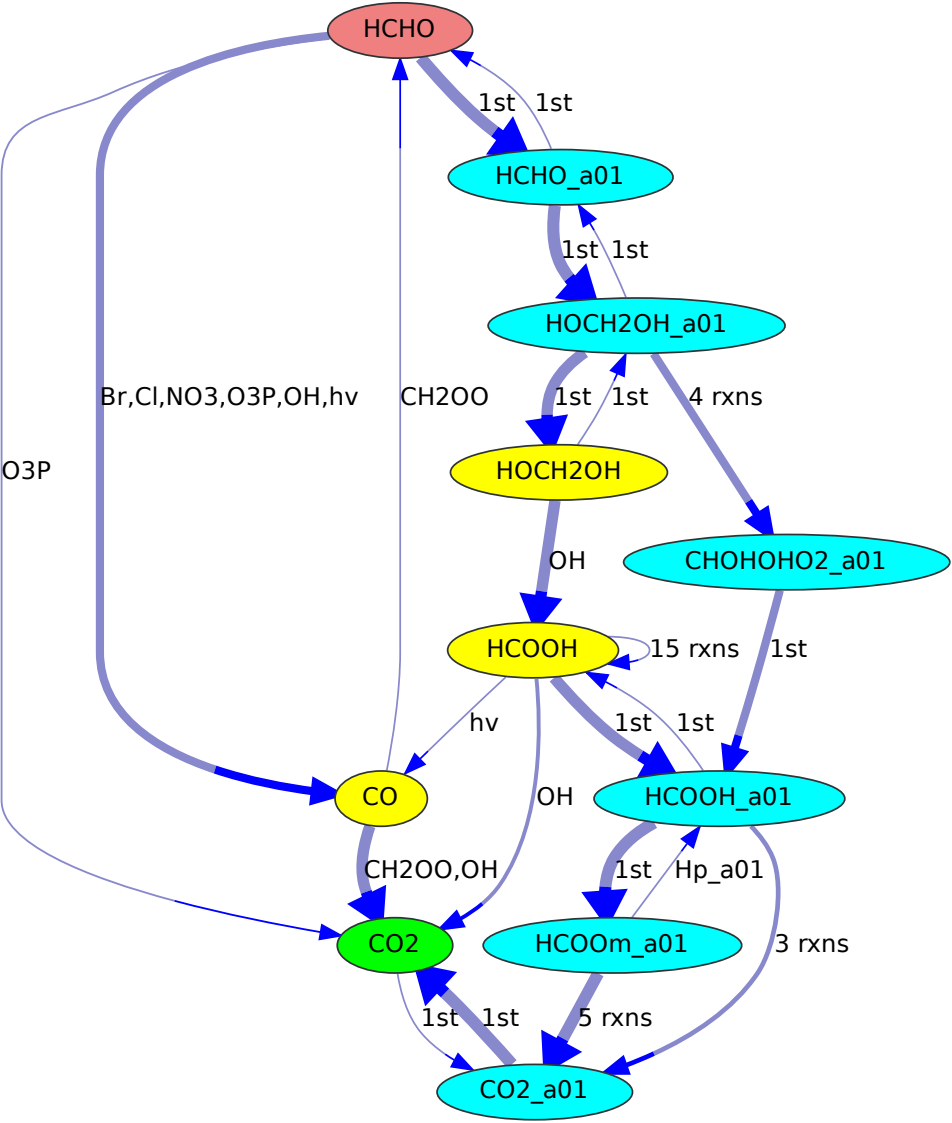 HCHO
1st 1st
HCHO_a01
1st 1st
HOCH2OH_a01
Br,Cl,NO3,O3P,OH,hv CH2OO 1st 1st 4 rxns
O3P HOCH2OH
OH CHOHOHO2_a01
HCOOH 15 rxns 1st
hv 1st 1st
CO OH HCOOH_a01
CH2OO,OH 1st Hp_a01
CO2 HCOOm_a01 3 rxns
1st 1st 5 rxns
CO2_a01